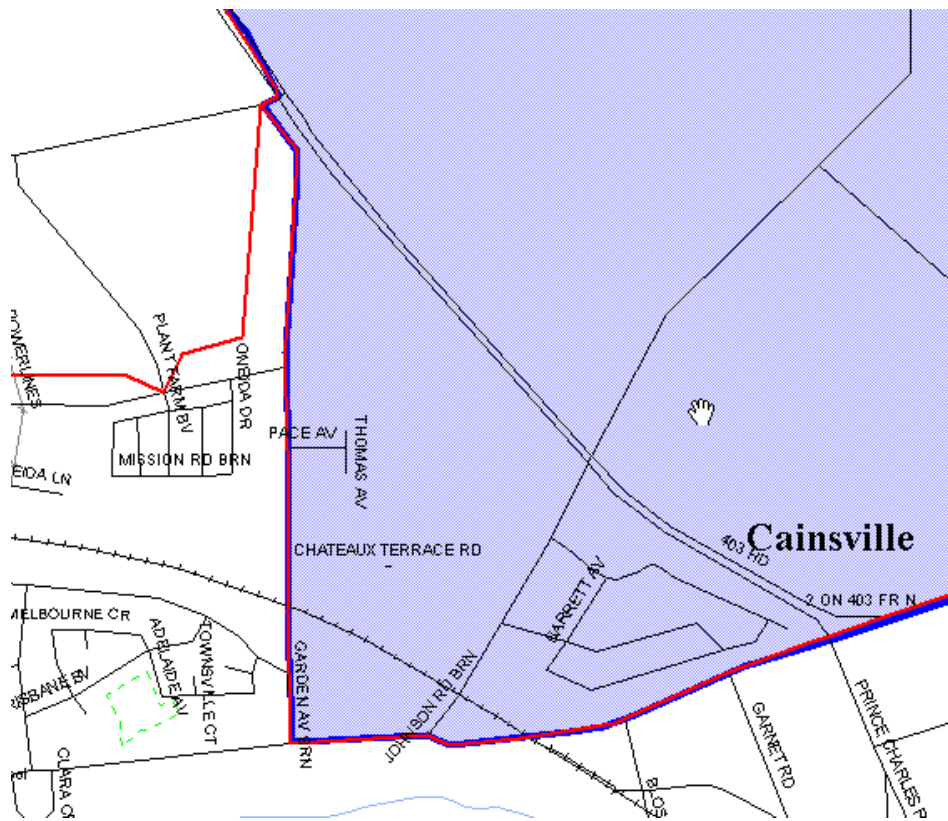 POWERLINES
PLANT FARM BV
ONEIDA DR
THOMAS AV
PACE AV
MISSION RD BRN
EIDA LN
CHATEAUX TERRACE RD
403 HD
Cainsville
2 ON 403 FR N
GARRETT AV
MELBOURNE CR
ADELAIDE AV
TOWNSVILLE CT
RISBANE BV
GARDEN AV BRN
JOHNSON RD BRN
PRINCE CHARLES R
GARNET RD
CLARA CR
BLOS